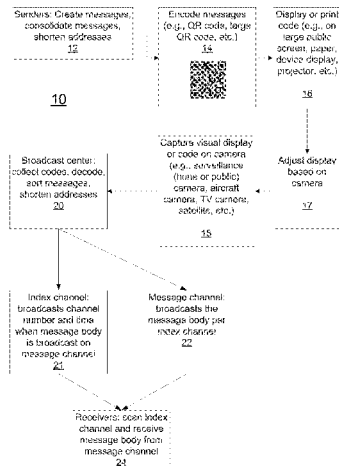 Senders: Create messages,
consolidate messages,
shorten addresses
12
Encode messages
(e.g., QR code, large
QR code, etc.)
14
Display or print
code (e.g., on
large public
screen, paper,
device display,
projector, etc.)
16
10
Broadcast center:
collect codes, decode,
sort messages,
shorten addresses
20
Capture visual display
or code on camera
(e.g., surveillance
(home or public)
camera, aircraft
camera, TV camera,
satellite, etc.)
Adjust display
based on
camera
17
Index channel:
broadcasts channel
number and time
when message body
is broadcast on
message channel
21
Message channel:
broadcasts the
message body per
index channel
22
Receivers: scan index
channel and receive
message body from
message channel
24